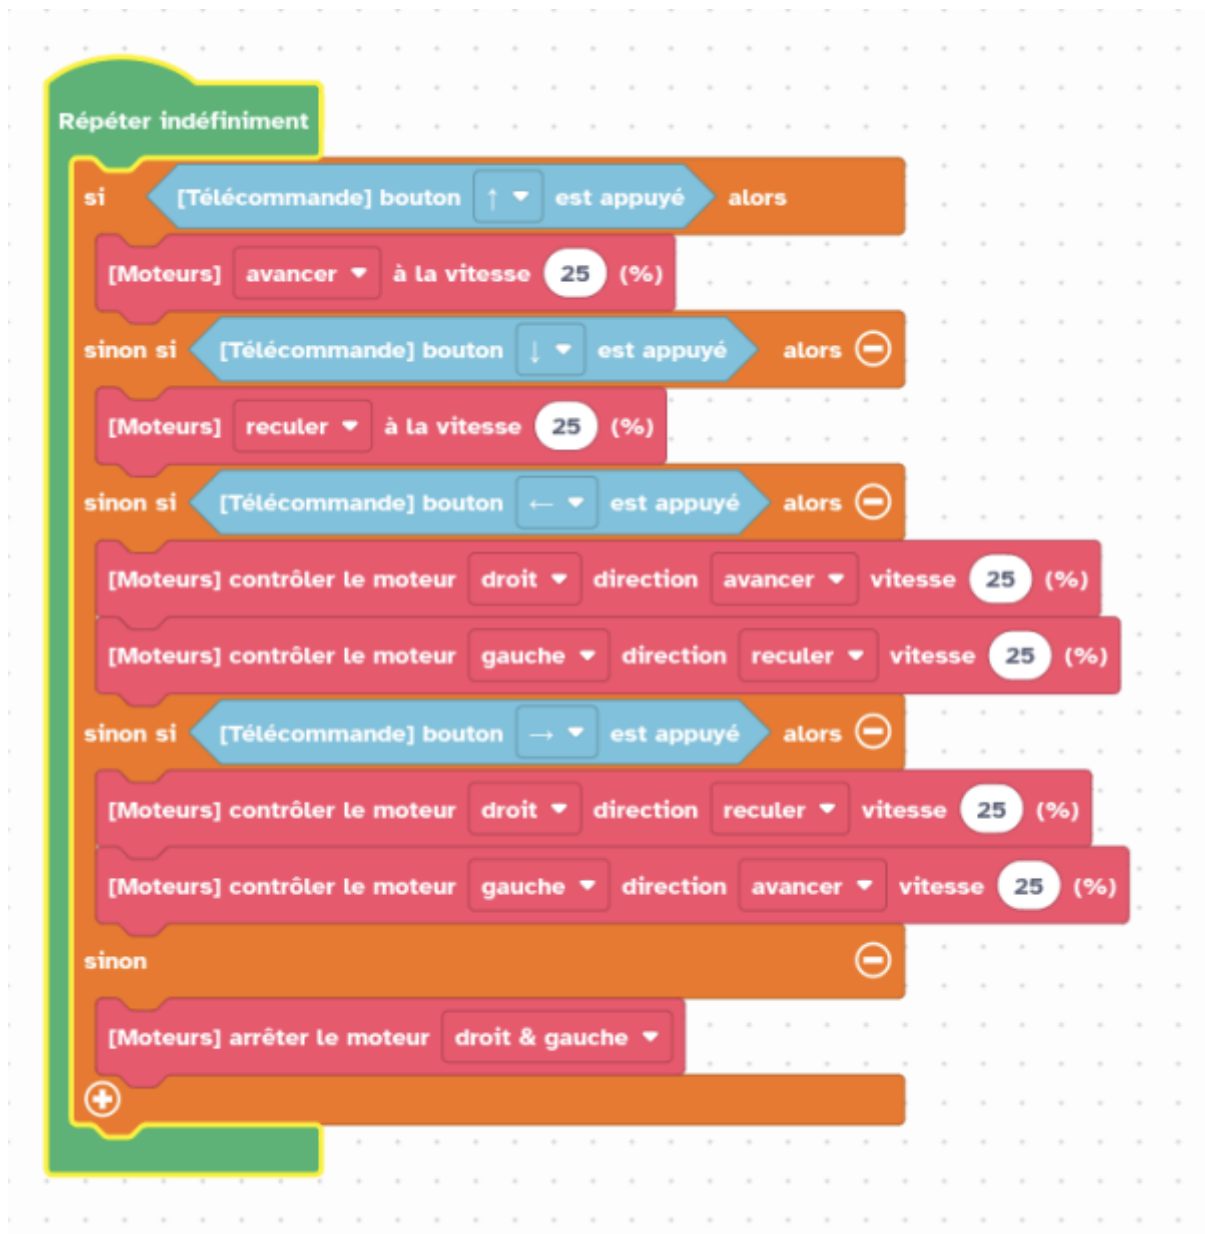 Répéter indéfiniment
si [Télécommande] bouton ↑ est appuyé alors
[Moteurs] avancer à la vitesse 25 (%)
sinon si [Télécommande] bouton ↓ est appuyé alors
[Moteurs] reculer à la vitesse 25 (%)
sinon si [Télécommande] bouton ← est appuyé alors
[Moteurs] contrôler le moteur droit direction avancer vitesse 25 (%)
[Moteurs] contrôler le moteur gauche direction reculer vitesse 25 (%)
sinon si [Télécommande] bouton → est appuyé alors
[Moteurs] contrôler le moteur droit direction reculer vitesse 25 (%)
[Moteurs] contrôler le moteur gauche direction avancer vitesse 25 (%)
sinon
[Moteurs] arrêter le moteur droit & gauche